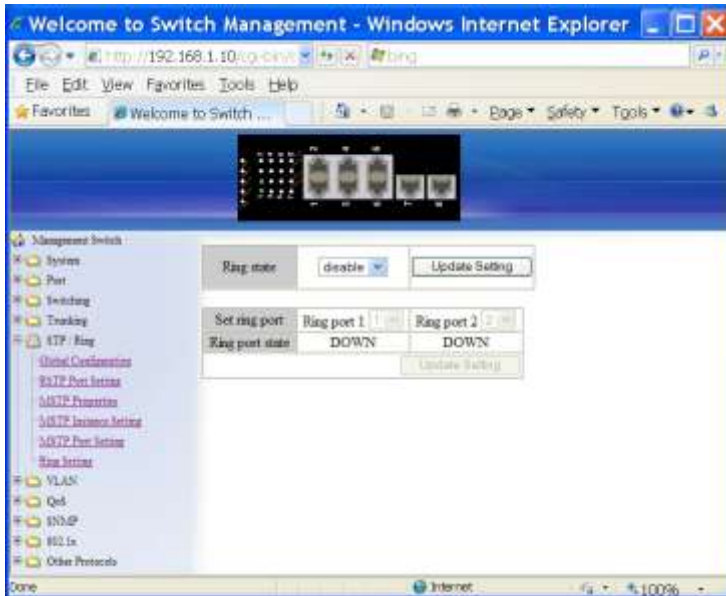 Welcome to Switch Management - Windows Internet Explorer
http://192.168.1.10/cgi-bin/
bing
File Edit View Favorites Tools Help
Favorites Welcome to Switch ... Page Safety Tools
Management Switch
System
Port
Switching
Trunking
STP / Ring
Global Configuration
RSTP Port Setting
MSTP Properties
MSTP Instance Setting
MSTP Port Setting
Ring Setting
VLAN
QoS
SNMP
802.1x
Other Protocols
Ring state disable Update Setting
Set ring port Ring port 1 1 Ring port 2 2
Ring port state DOWN DOWN
Update Setting
Done Internet 100%